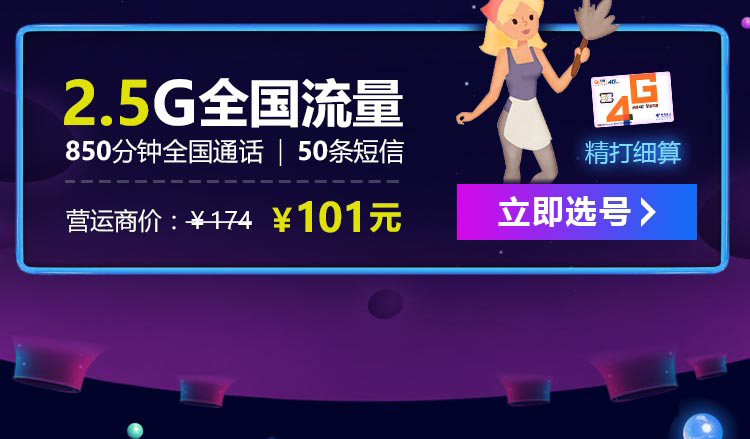 2.5G全国流量
850分钟全国通话 | 50条短信
4G
精打细算
营运商价：¥174 ¥101元
立即选号